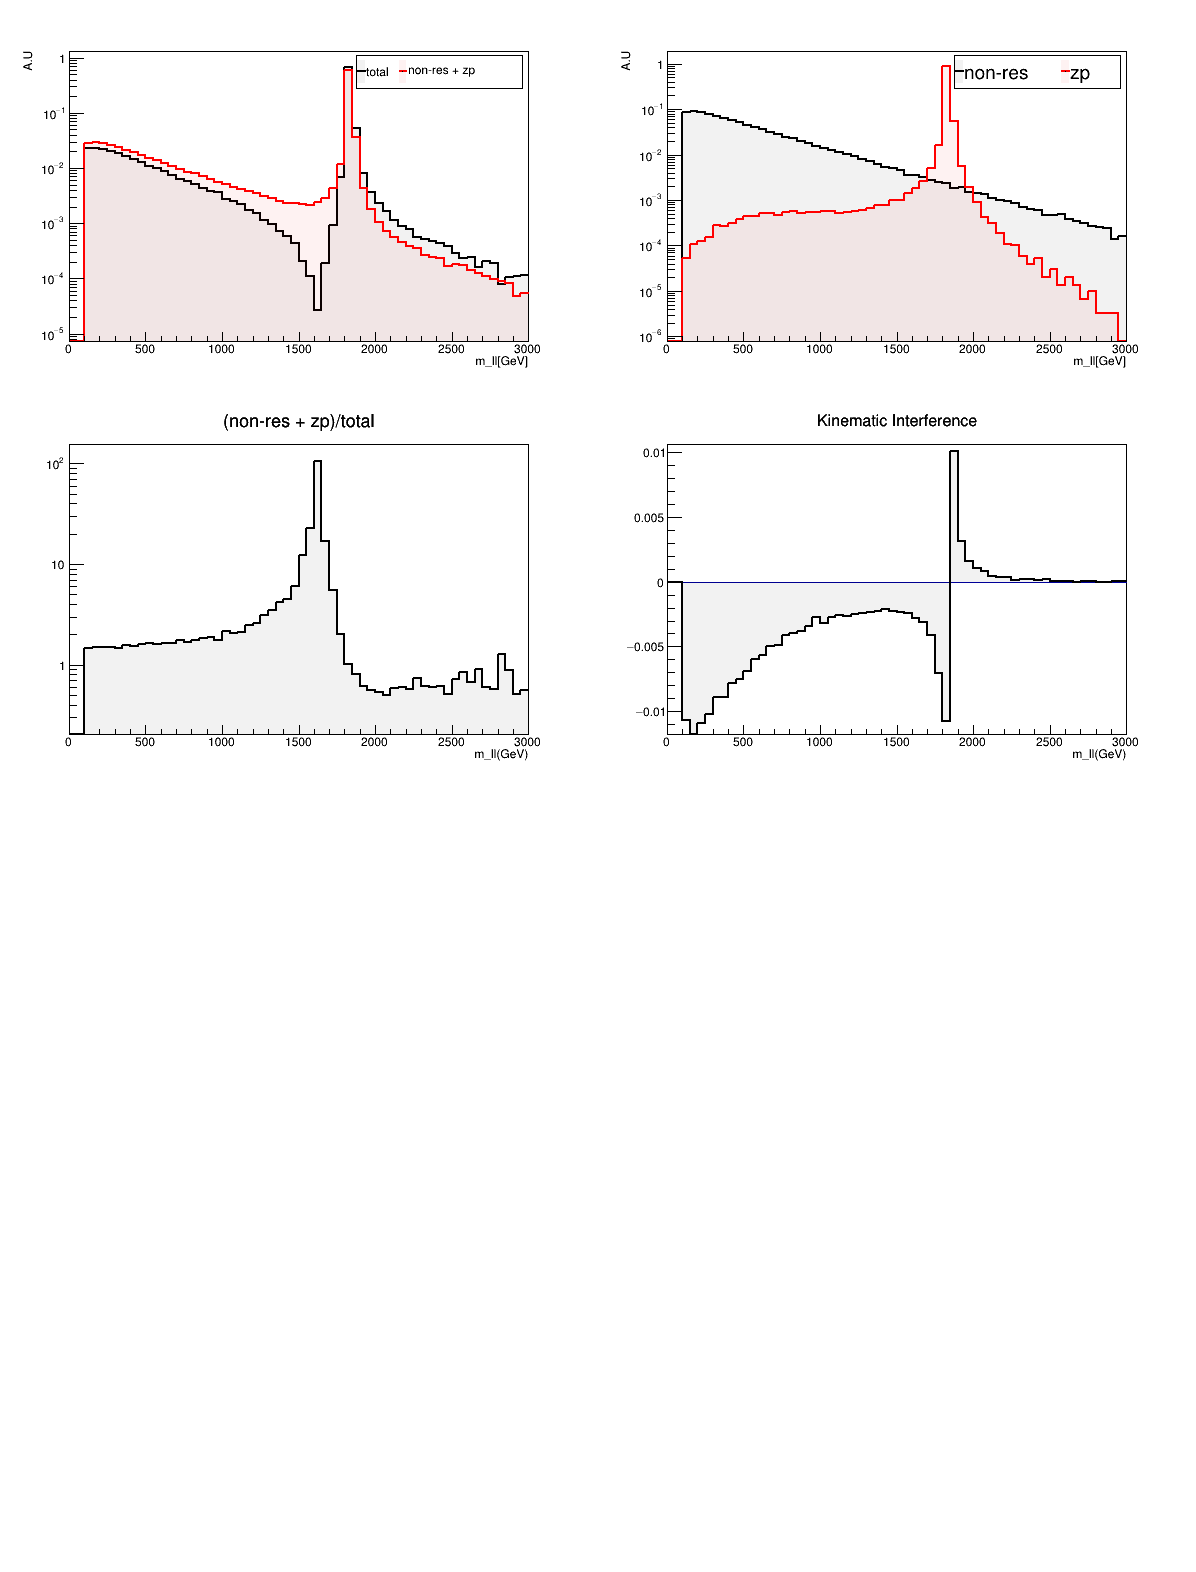 A.U
total
non-res + zp
1
10⁻¹
10⁻²
10⁻³
10⁻⁴
10⁻⁵
0 500 1000 1500 2000 2500 3000
m_ll[GeV]
A.U
non-res
zp
1
10⁻¹
10⁻²
10⁻³
10⁻⁴
10⁻⁵
10⁻⁶
0 500 1000 1500 2000 2500 3000
m_ll[GeV]
(non-res + zp)/total
10²
10
1
0 500 1000 1500 2000 2500 3000
m_ll(GeV)
Kinematic Interference
0.01
0.005
0
−0.005
−0.01
0 500 1000 1500 2000 2500 3000
m_ll(GeV)